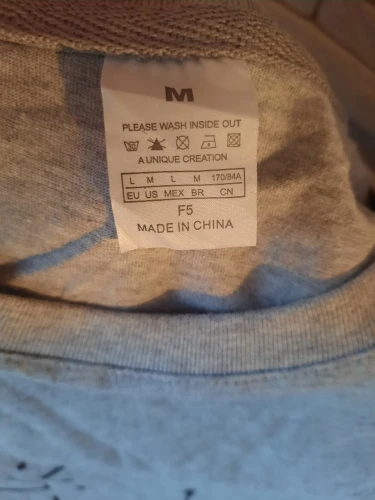 M
PLEASE WASH INSIDE OUT
A UNIQUE CREATION
L M L M 170/84A
EU US MEX BR CN
F5
MADE IN CHINA